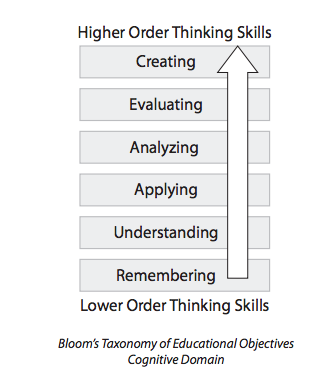 Higher Order Thinking Skills
Creating
Evaluating
Analyzing
Applying
Understanding
Remembering
Lower Order Thinking Skills
Bloom's Taxonomy of Educational Objectives
Cognitive Domain